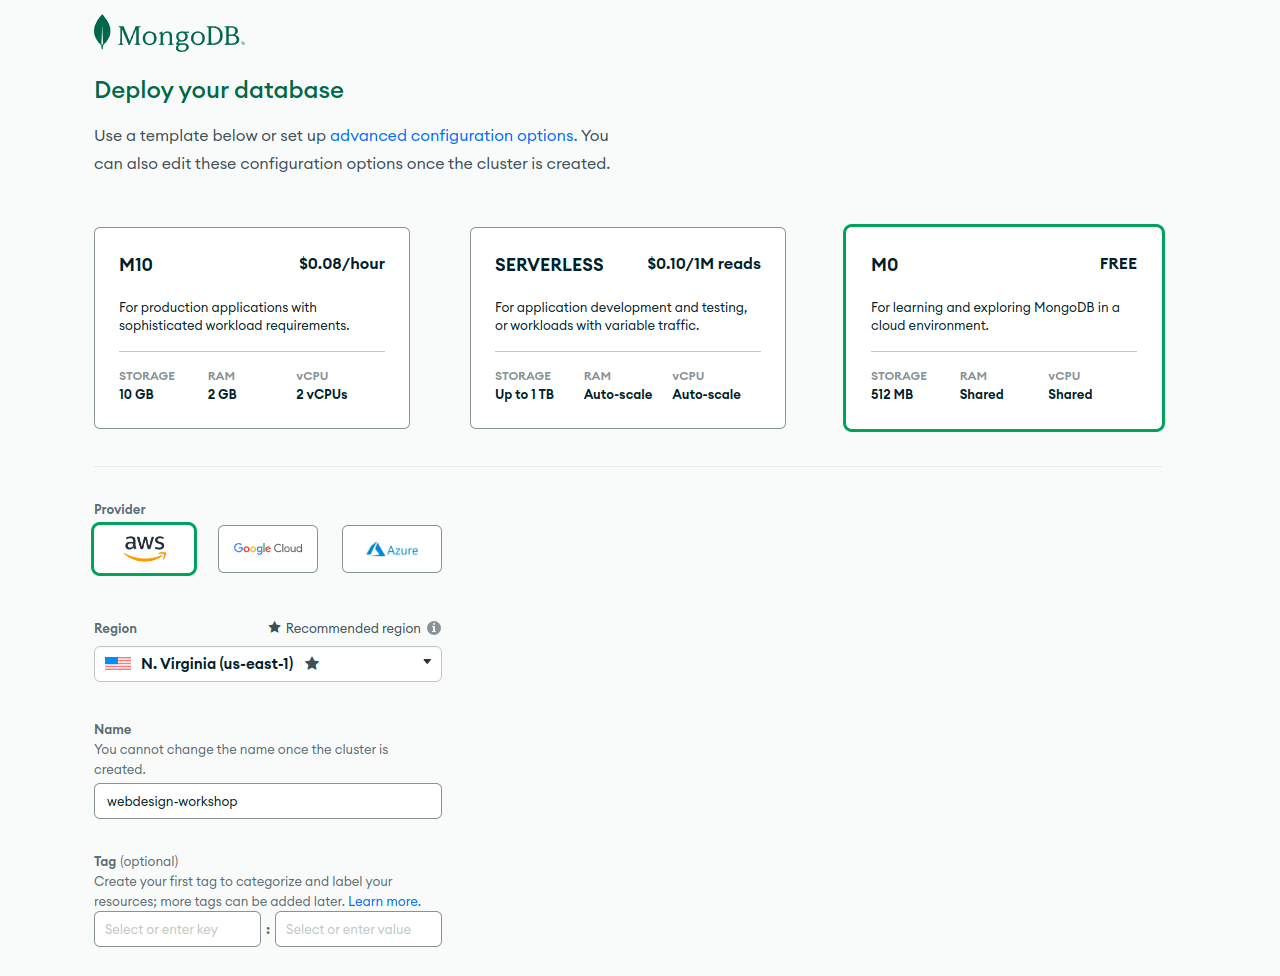 MongoDB.
Deploy your database
Use a template below or set up advanced configuration options. You
can also edit these configuration options once the cluster is created.
M10 $0.08/hour
For production applications with
sophisticated workload requirements.
STORAGE RAM vCPU
10 GB 2 GB 2 vCPUs
SERVERLESS $0.10/1M reads
For application development and testing,
or workloads with variable traffic.
STORAGE RAM vCPU
Up to 1 TB Auto-scale Auto-scale
M0 FREE
For learning and exploring MongoDB in a
cloud environment.
STORAGE RAM vCPU
512 MB Shared Shared
Provider
aws Google Cloud Azure
Region ★ Recommended region
N. Virginia (us-east-1) ★
Name
You cannot change the name once the cluster is
created.
webdesign-workshop
Tag (optional)
Create your first tag to categorize and label your
resources; more tags can be added later. Learn more.
Select or enter key : Select or enter value